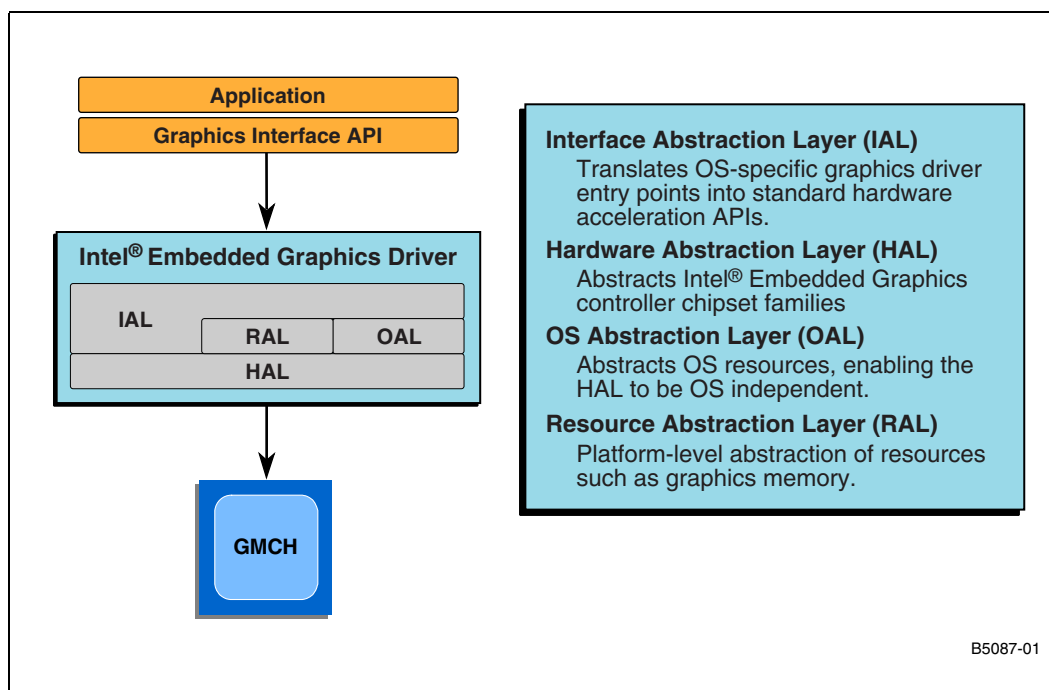 Application
Graphics Interface API
Intel® Embedded Graphics Driver
IAL
RAL
OAL
HAL
GMCH
Interface Abstraction Layer (IAL)
Translates OS-specific graphics driver
entry points into standard hardware
acceleration APIs.
Hardware Abstraction Layer (HAL)
Abstracts Intel® Embedded Graphics
controller chipset families
OS Abstraction Layer (OAL)
Abstracts OS resources, enabling the
HAL to be OS independent.
Resource Abstraction Layer (RAL)
Platform-level abstraction of resources
such as graphics memory.
B5087-01